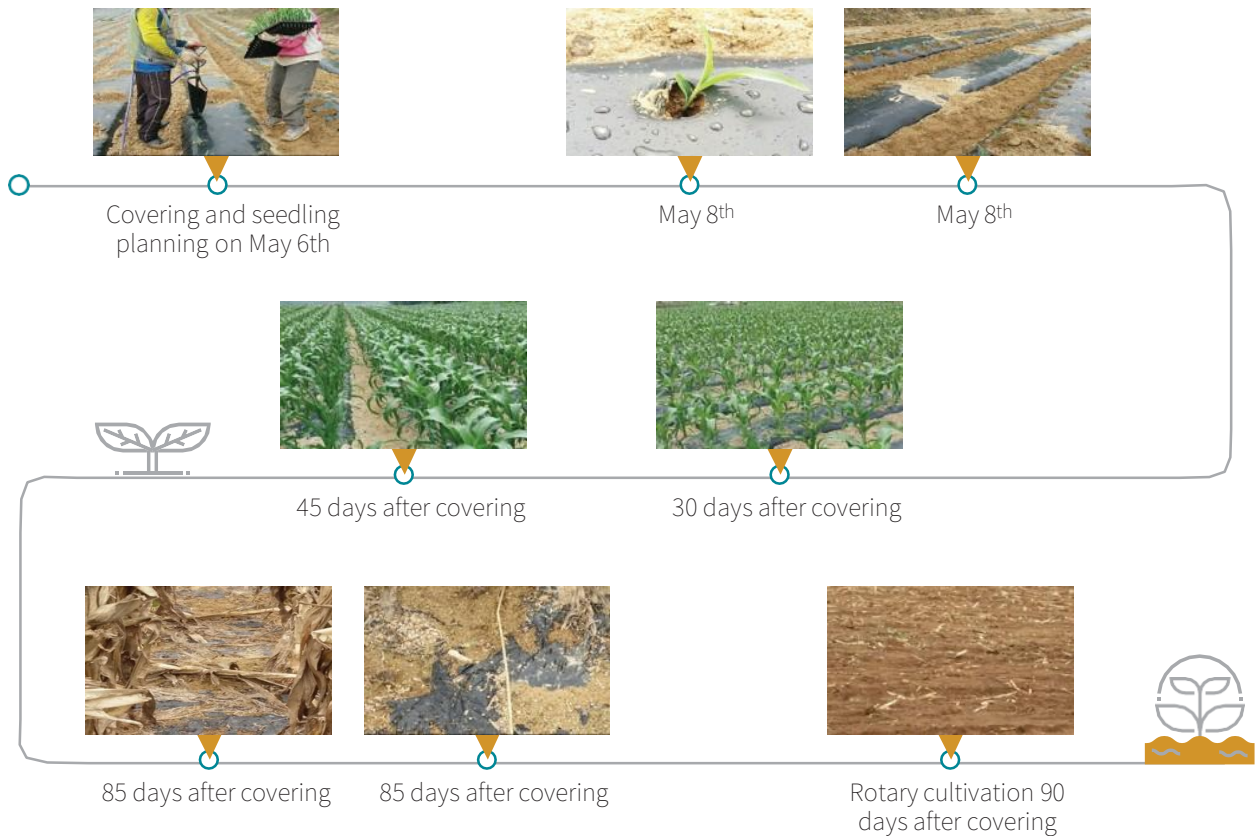 Covering and seedling
planning on May 6th
May 8th
May 8th
30 days after covering
45 days after covering
85 days after covering
85 days after covering
Rotary cultivation 90
days after covering